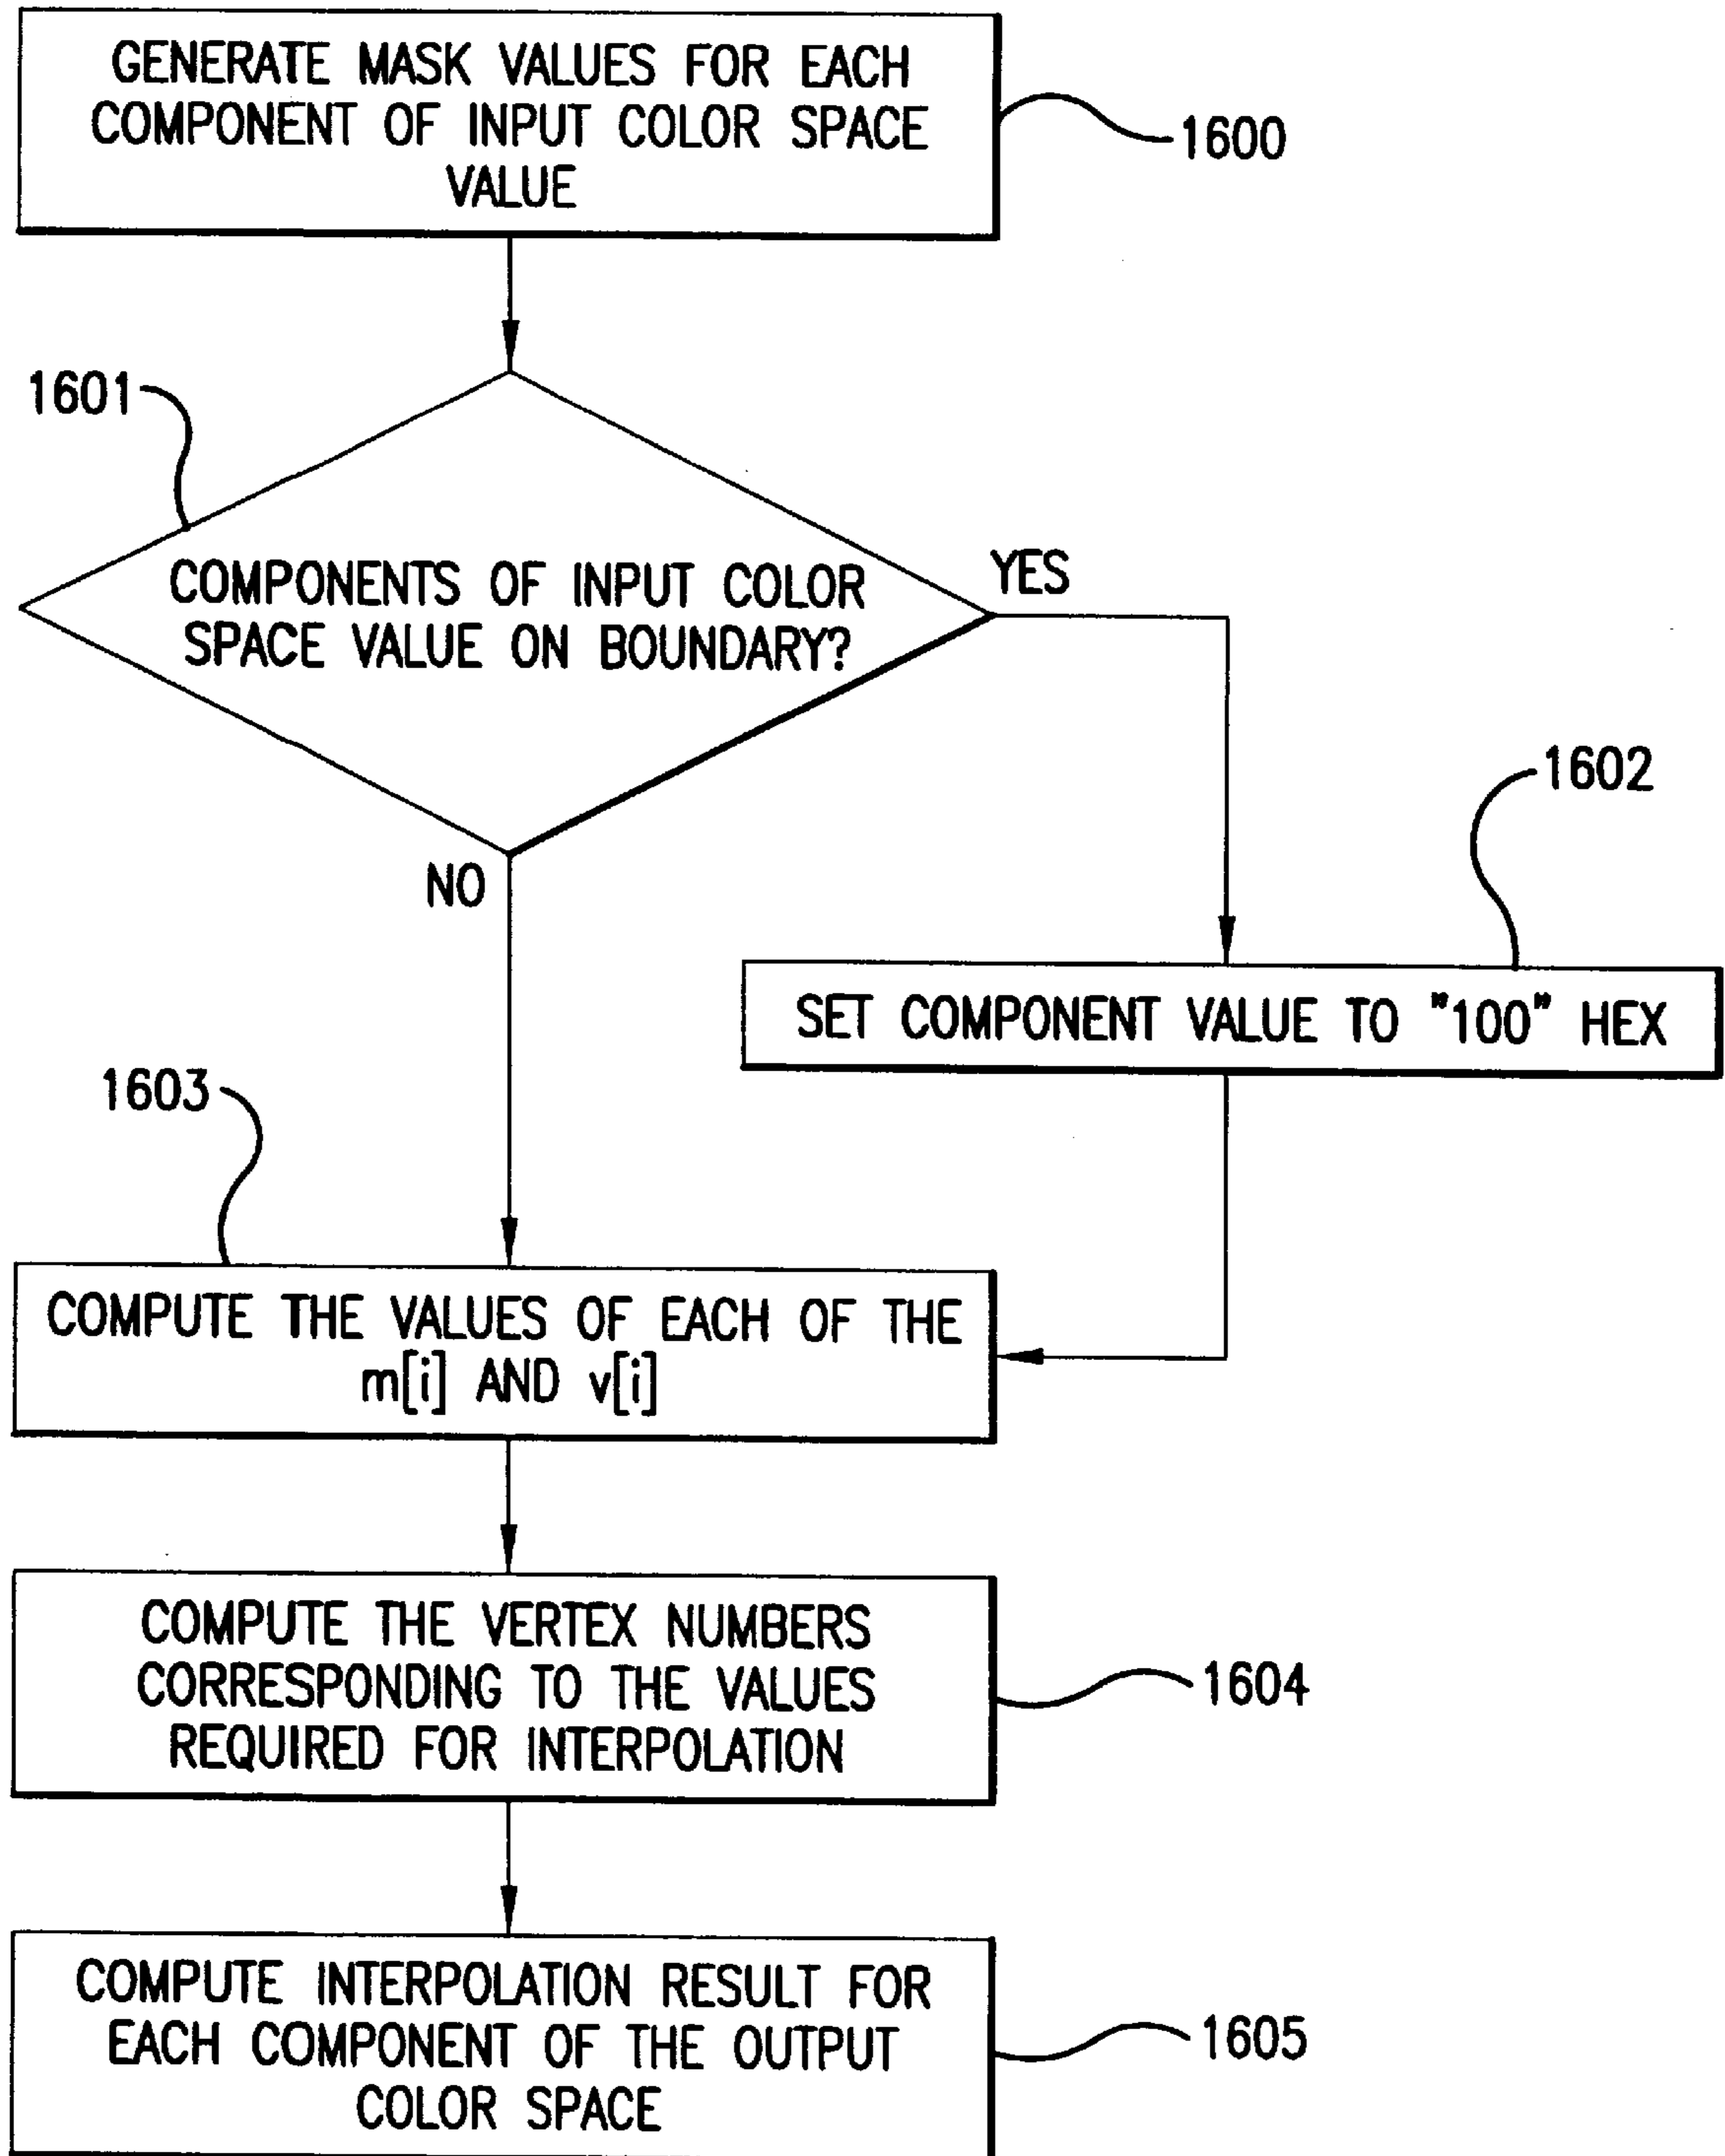 GENERATE MASK VALUES FOR EACH
COMPONENT OF INPUT COLOR SPACE
VALUE
1600
1601
COMPONENTS OF INPUT COLOR
SPACE VALUE ON BOUNDARY?
YES
NO
1602
SET COMPONENT VALUE TO "100" HEX
1603
COMPUTE THE VALUES OF EACH OF THE
m[i] AND v[i]
COMPUTE THE VERTEX NUMBERS
CORRESPONDING TO THE VALUES
REQUIRED FOR INTERPOLATION
1604
COMPUTE INTERPOLATION RESULT FOR
EACH COMPONENT OF THE OUTPUT
COLOR SPACE
1605